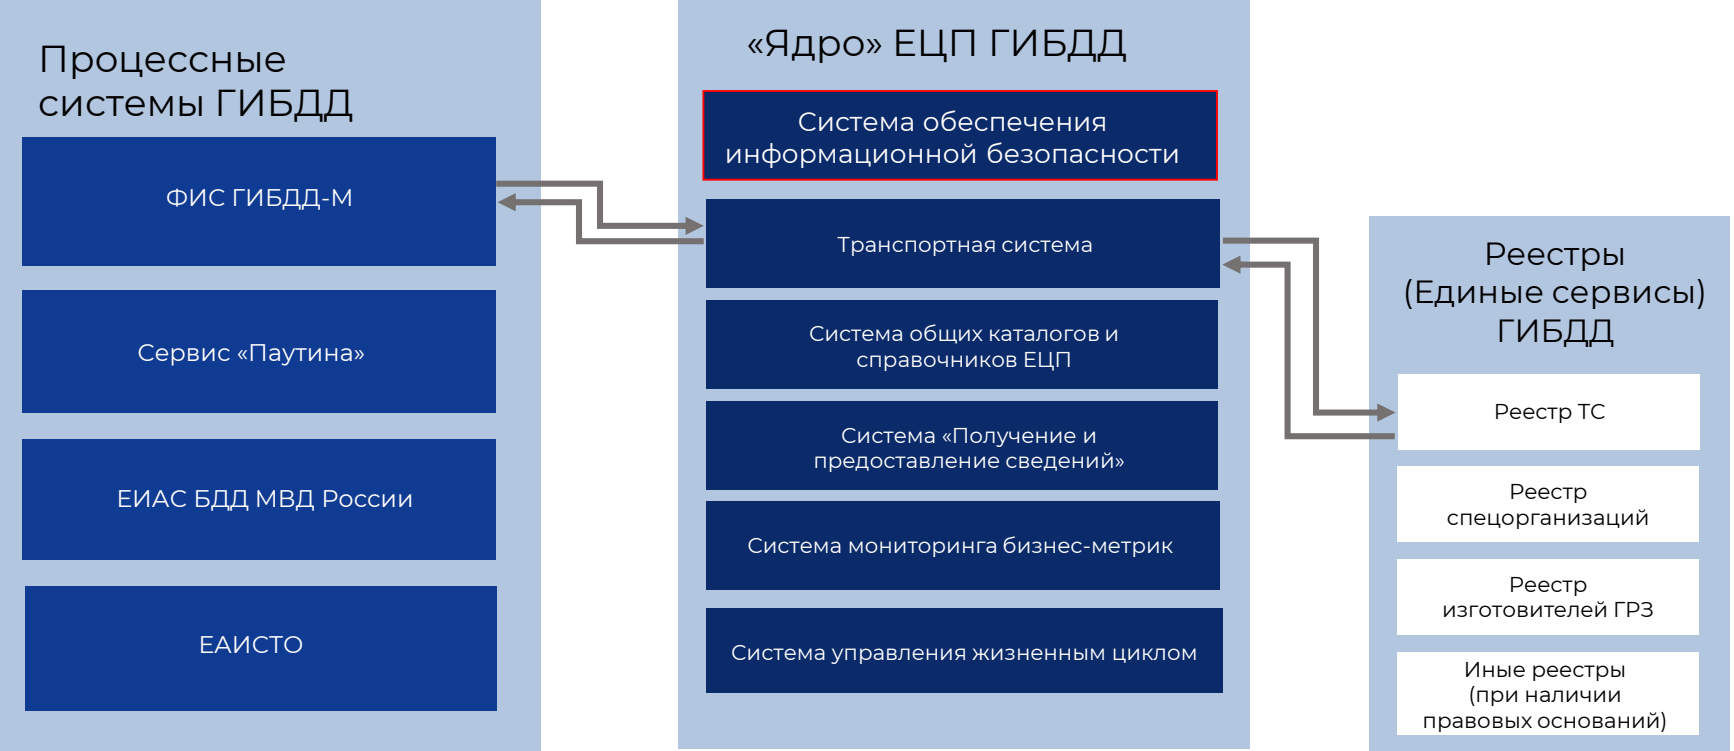 Процессные
системы ГИБДД
ФИС ГИБДД-М
Сервис «Паутина»
ЕИАС БДД МВД России
ЕАИСТО
«Ядро» ЕЦП ГИБДД
Система обеспечения
информационной безопасности
Транспортная система
Система общих каталогов и
справочников ЕЦП
Система «Получение и
предоставление сведений»
Система мониторинга бизнес-метрик
Система управления жизненным циклом
Реестры
(Единые сервисы)
ГИБДД
Реестр ТС
Реестр
спецорганизаций
Реестр
изготовителей ГРЗ
Иные реестры
(при наличии
правовых оснований)